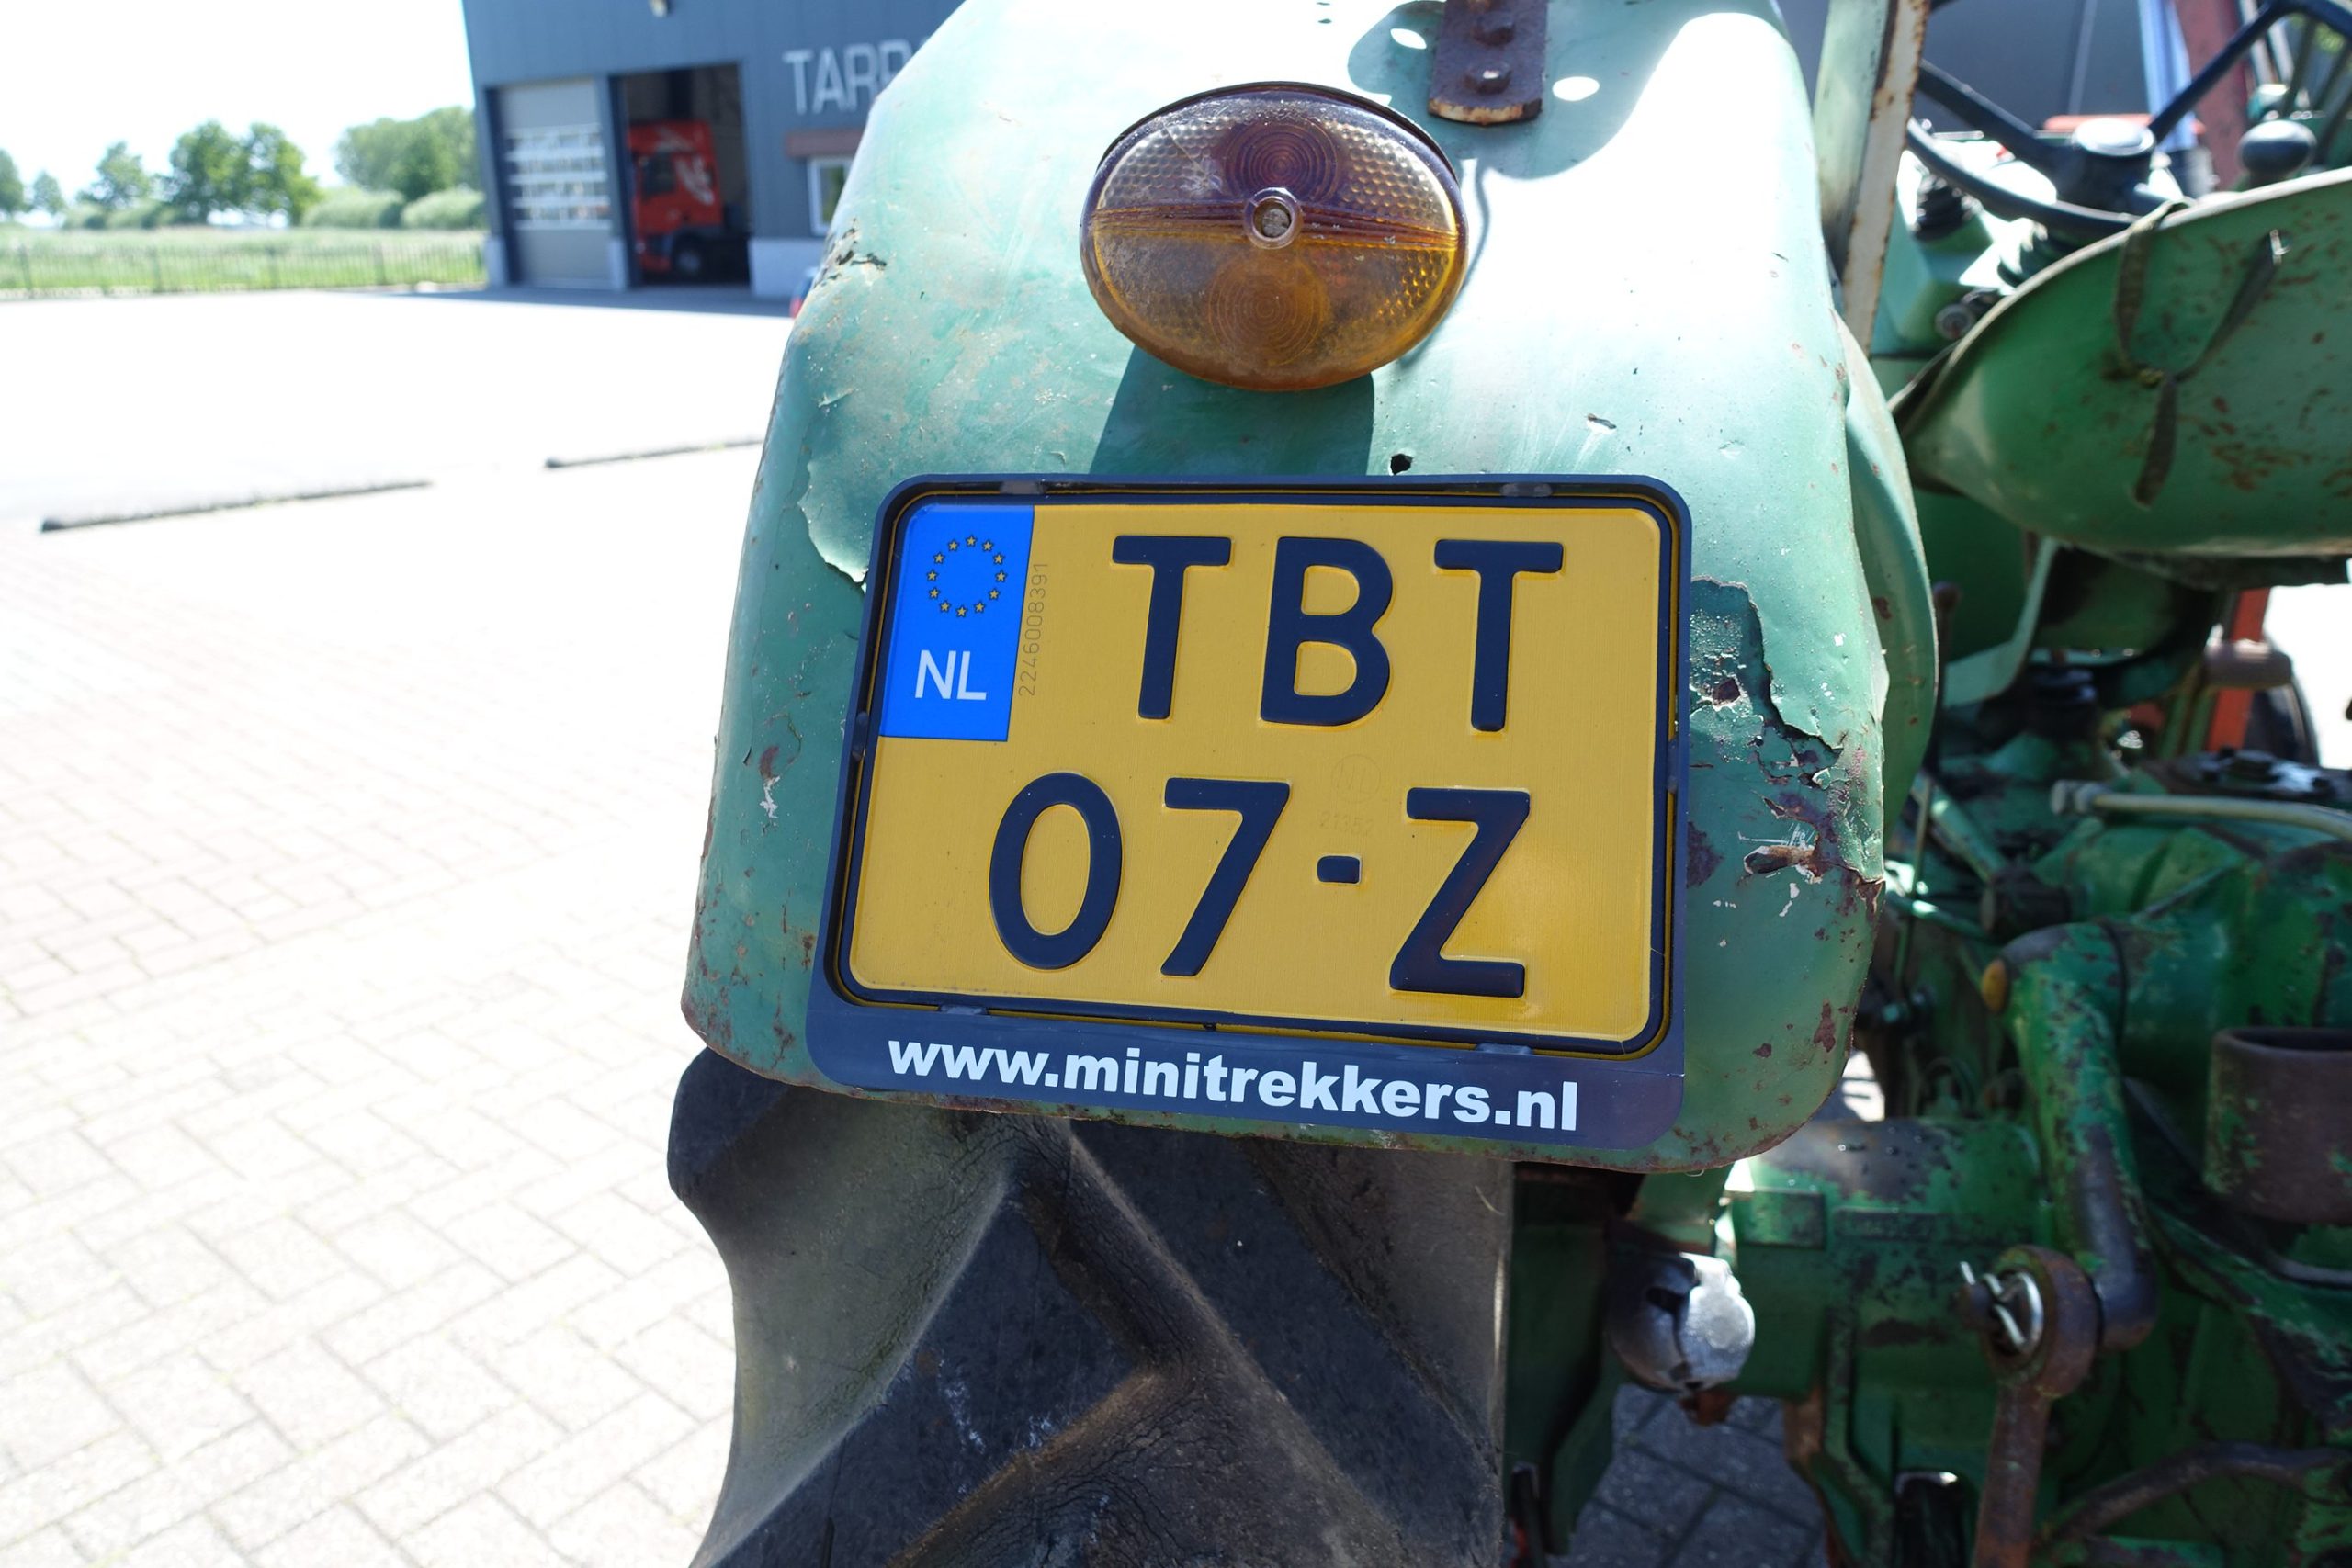 TARR
TBT
NL
2246008391
07-Z
www.minitrekkers.nl